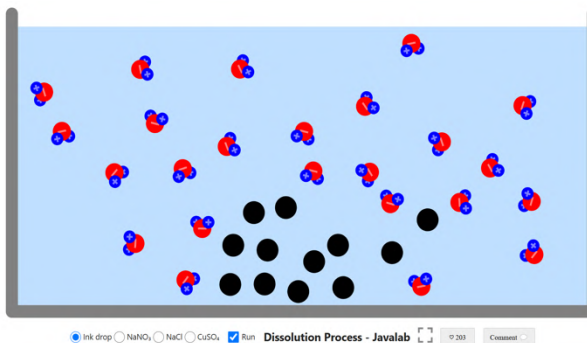 Ink drop NaNO₃ NaCl CuSO₄ Run Dissolution Process - Javalab ▿ 203 Comment